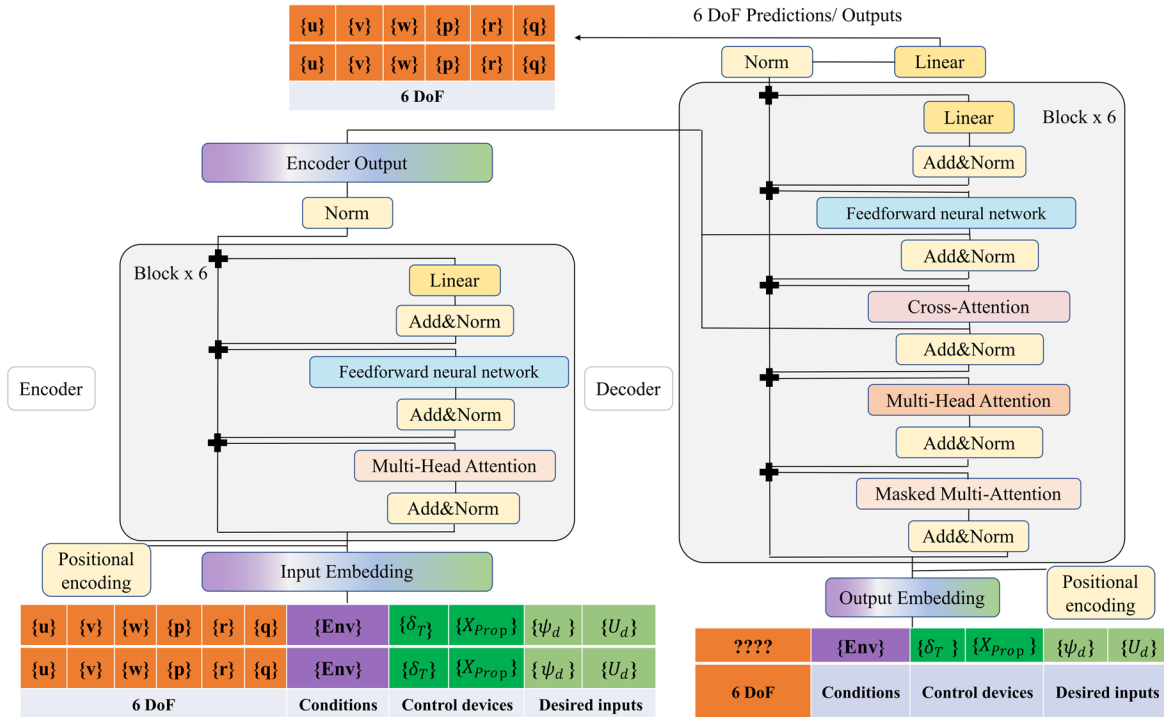 6 DoF Predictions/ Outputs
{u} {v} {w} {p} {r} {q}
{u} {v} {w} {p} {r} {q}
6 DoF
Norm
Linear
Block x 6
Linear
Add&Norm
Feedforward neural network
Add&Norm
Cross-Attention
Add&Norm
Multi-Head Attention
Add&Norm
Masked Multi-Attention
Add&Norm
Decoder
Positional
encoding
Output Embedding
Encoder Output
Norm
Block x 6
Linear
Add&Norm
Feedforward neural network
Add&Norm
Multi-Head Attention
Add&Norm
Encoder
Positional
encoding
Input Embedding
{u} {v} {w} {p} {r} {q} {Env} {δ_T} {X_Prop} {ψ_d} {U_d}
{u} {v} {w} {p} {r} {q} {Env} {δ_T} {X_Prop} {ψ_d} {U_d}
6 DoF Conditions Control devices Desired inputs
???? {Env} {δ_T} {X_Prop} {ψ_d} {U_d}
6 DoF Conditions Control devices Desired inputs